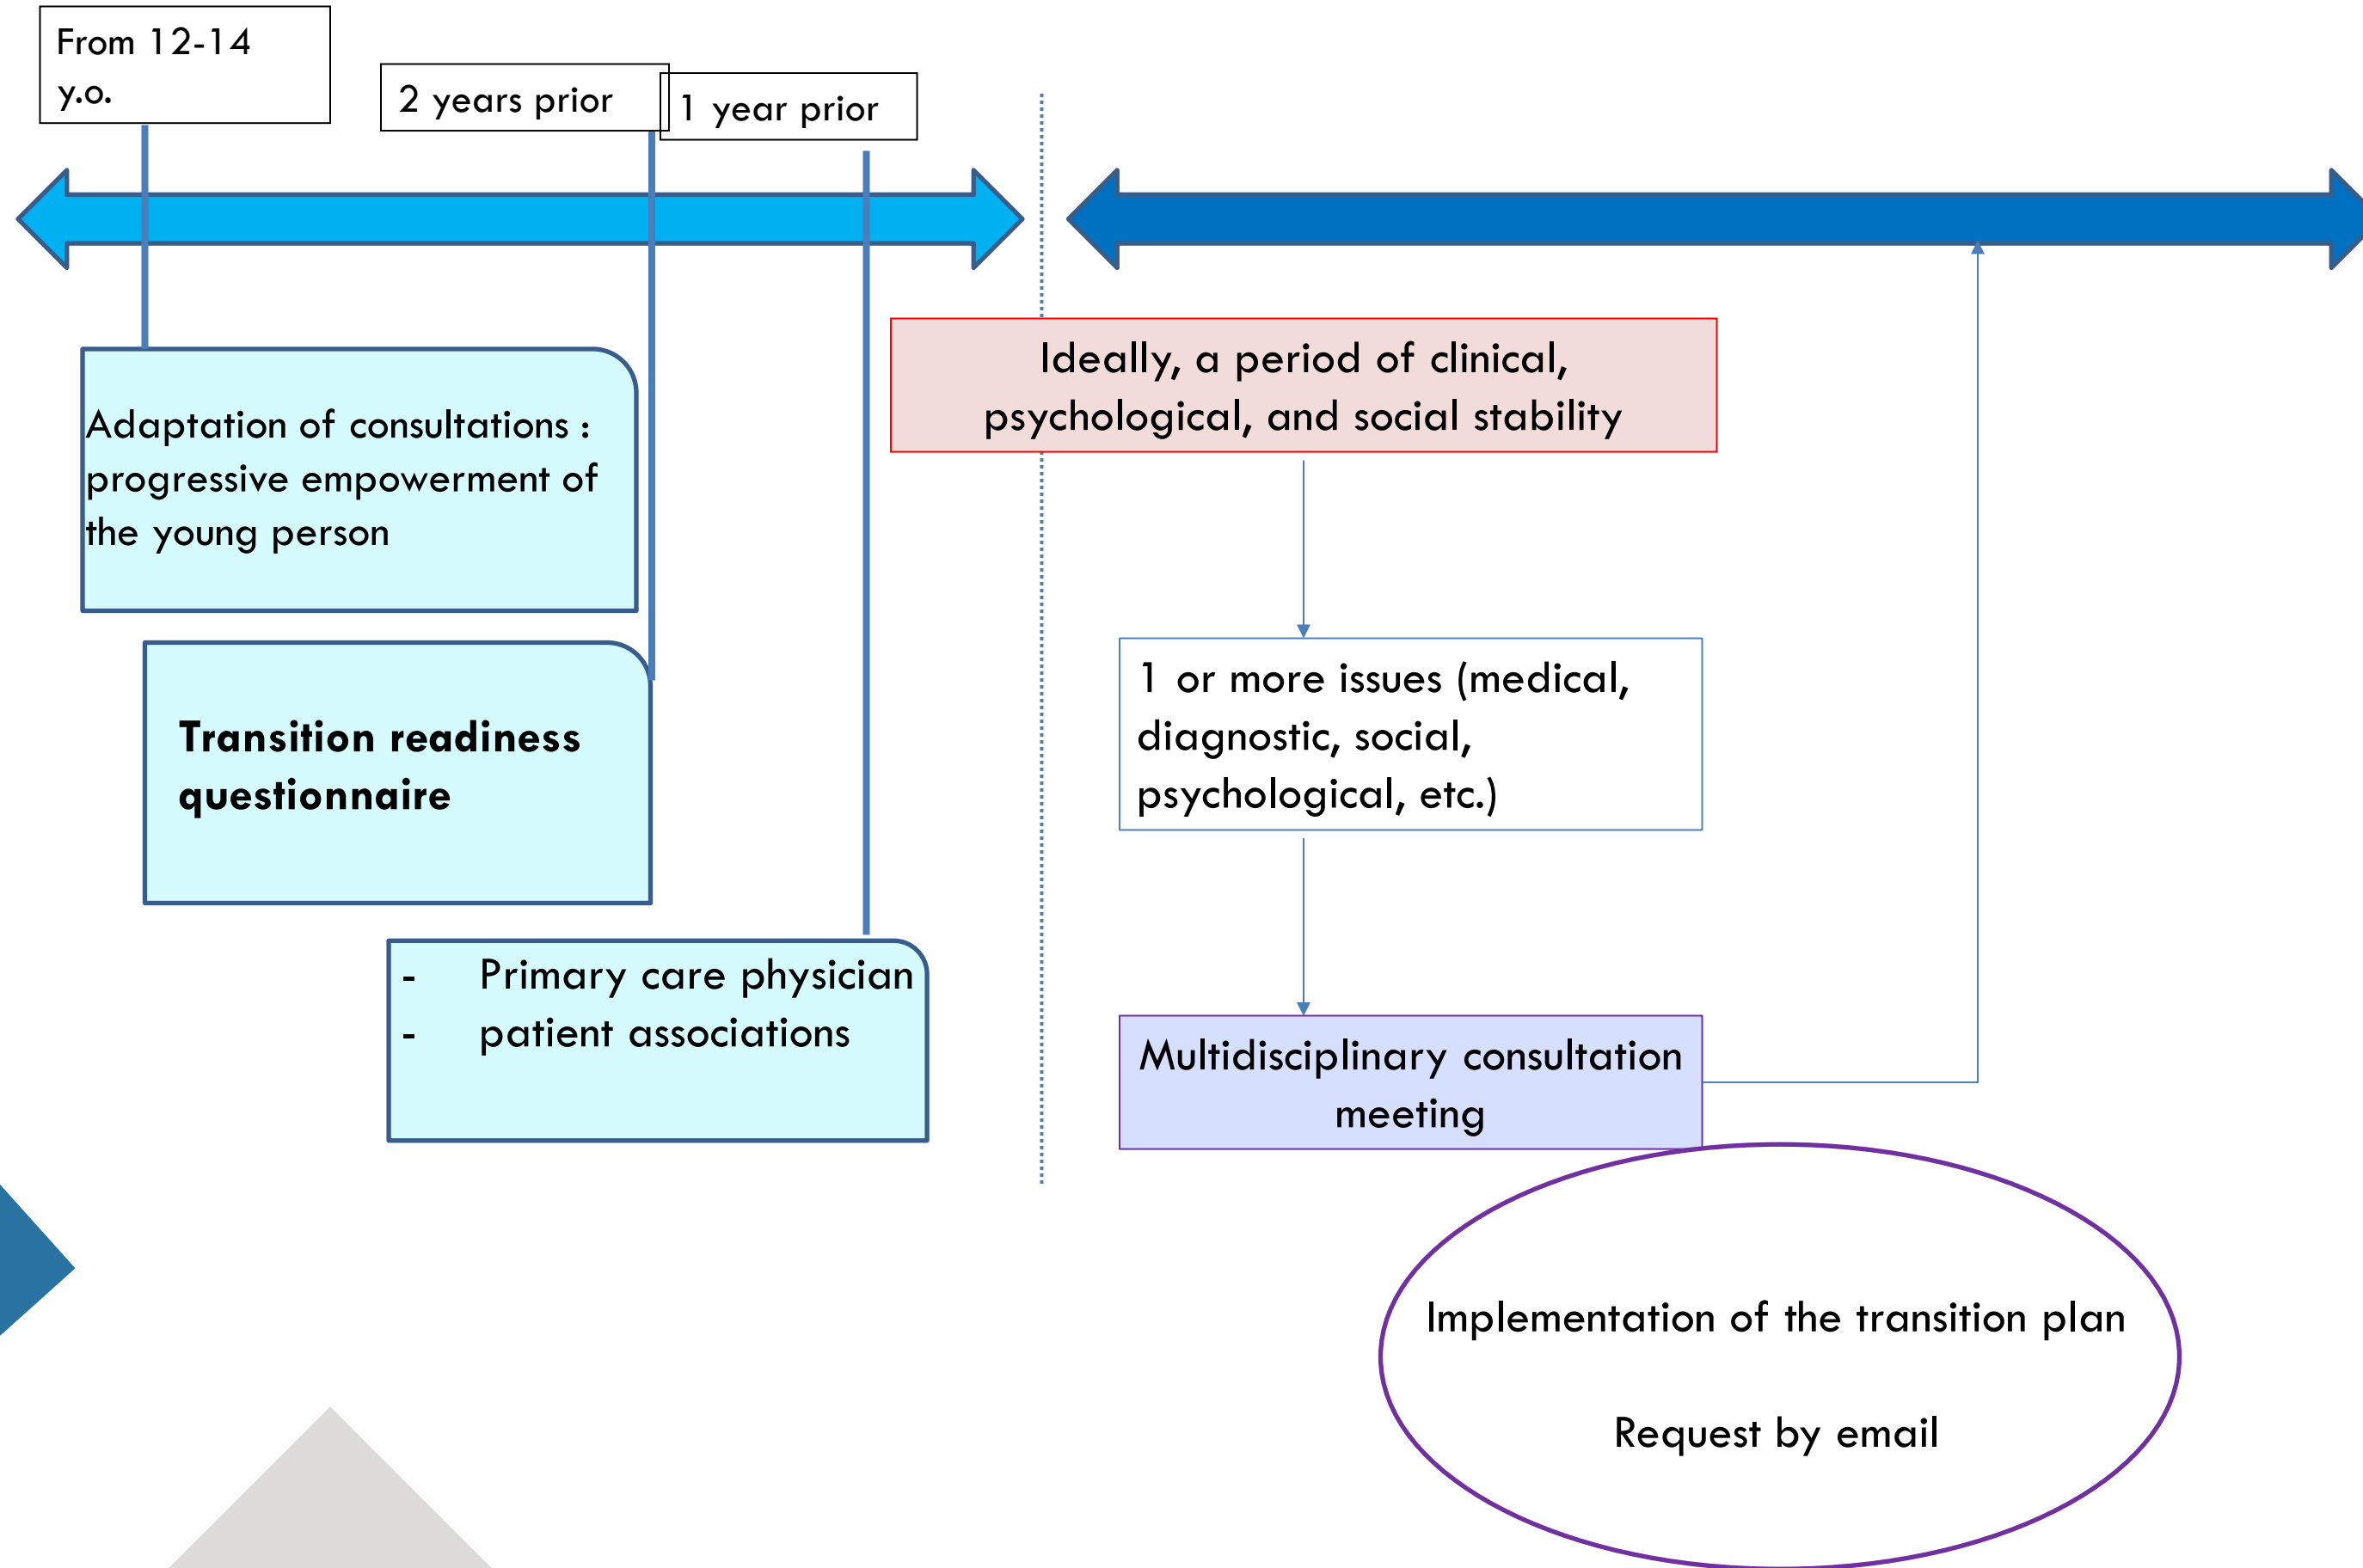 From 12-14
y.o.
2 years prior
1 year prior
Adaptation of consultations :
progressive empowerment of
the young person
Transition readiness
questionnaire
- Primary care physician
- patient associations
Ideally, a period of clinical,
psychological, and social stability
1 or more issues (medical,
diagnostic, social,
psychological, etc.)
Multidisciplinary consultation
meeting
Implementation of the transition plan
Request by email